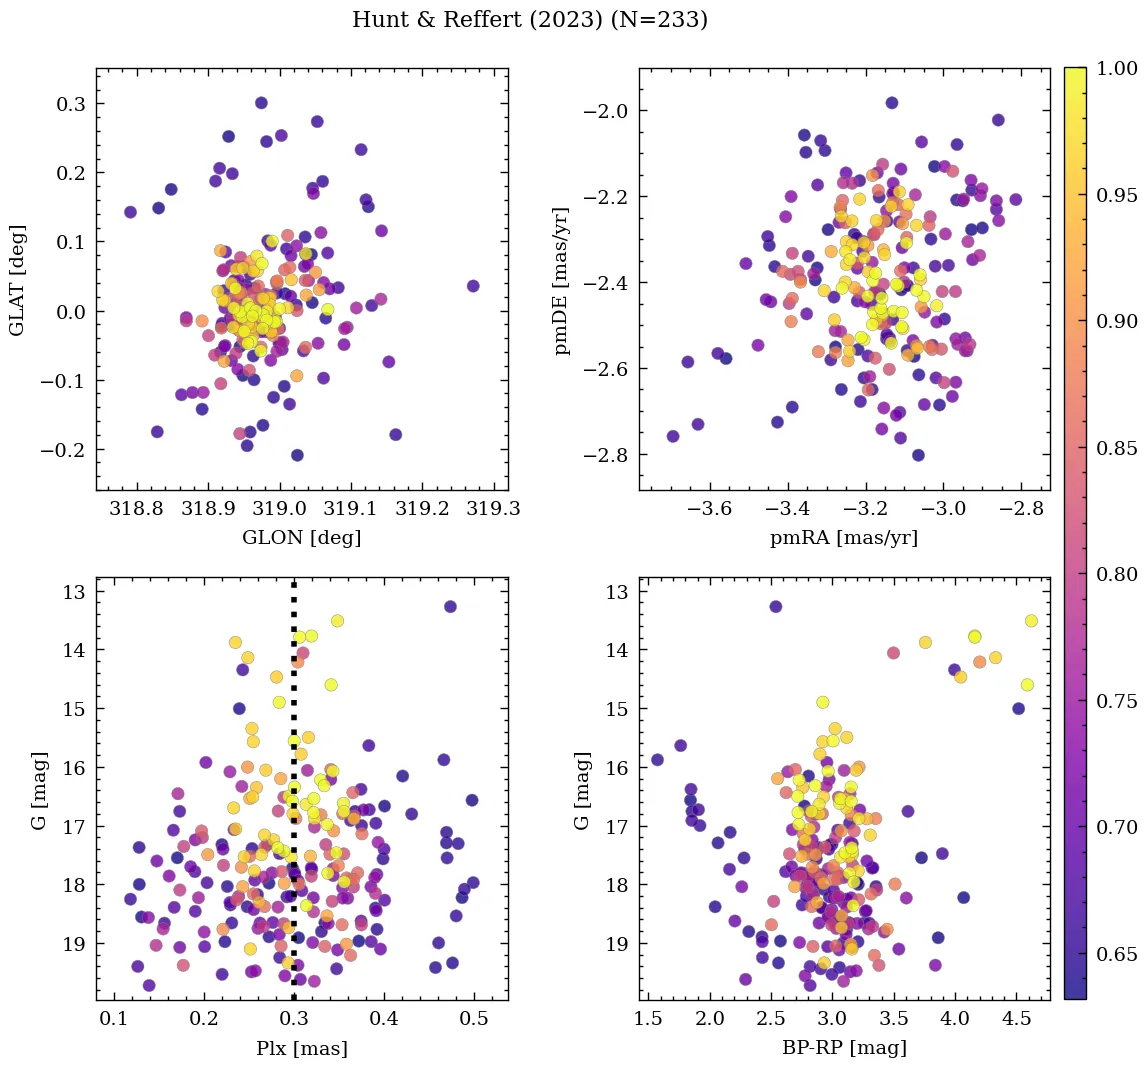 Hunt & Reffert (2023) (N=233)
0.3
0.2
0.1
0.0
−0.1
−0.2
GLAT [deg]
318.8 318.9 319.0 319.1 319.2 319.3
GLON [deg]
−2.0
−2.2
−2.4
−2.6
−2.8
pmDE [mas/yr]
−3.6 −3.4 −3.2 −3.0 −2.8
pmRA [mas/yr]
1.00
0.95
0.90
0.85
0.80
0.75
0.70
0.65
13
14
15
16
17
18
19
G [mag]
0.1 0.2 0.3 0.4 0.5
Plx [mas]
13
14
15
16
17
18
19
G [mag]
1.5 2.0 2.5 3.0 3.5 4.0 4.5
BP-RP [mag]